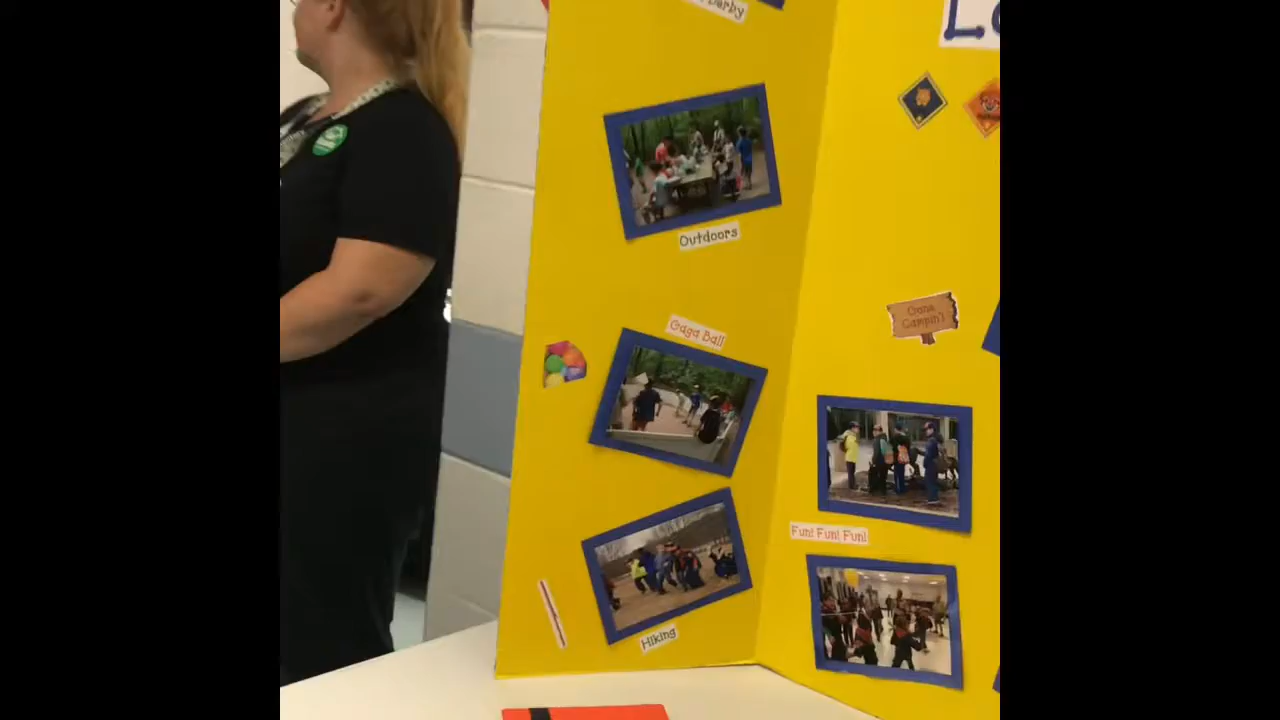 Derby
Outdoors
Gaga Ball
Hiking
Gone
Campin'!
Fun! Fun! Fun!